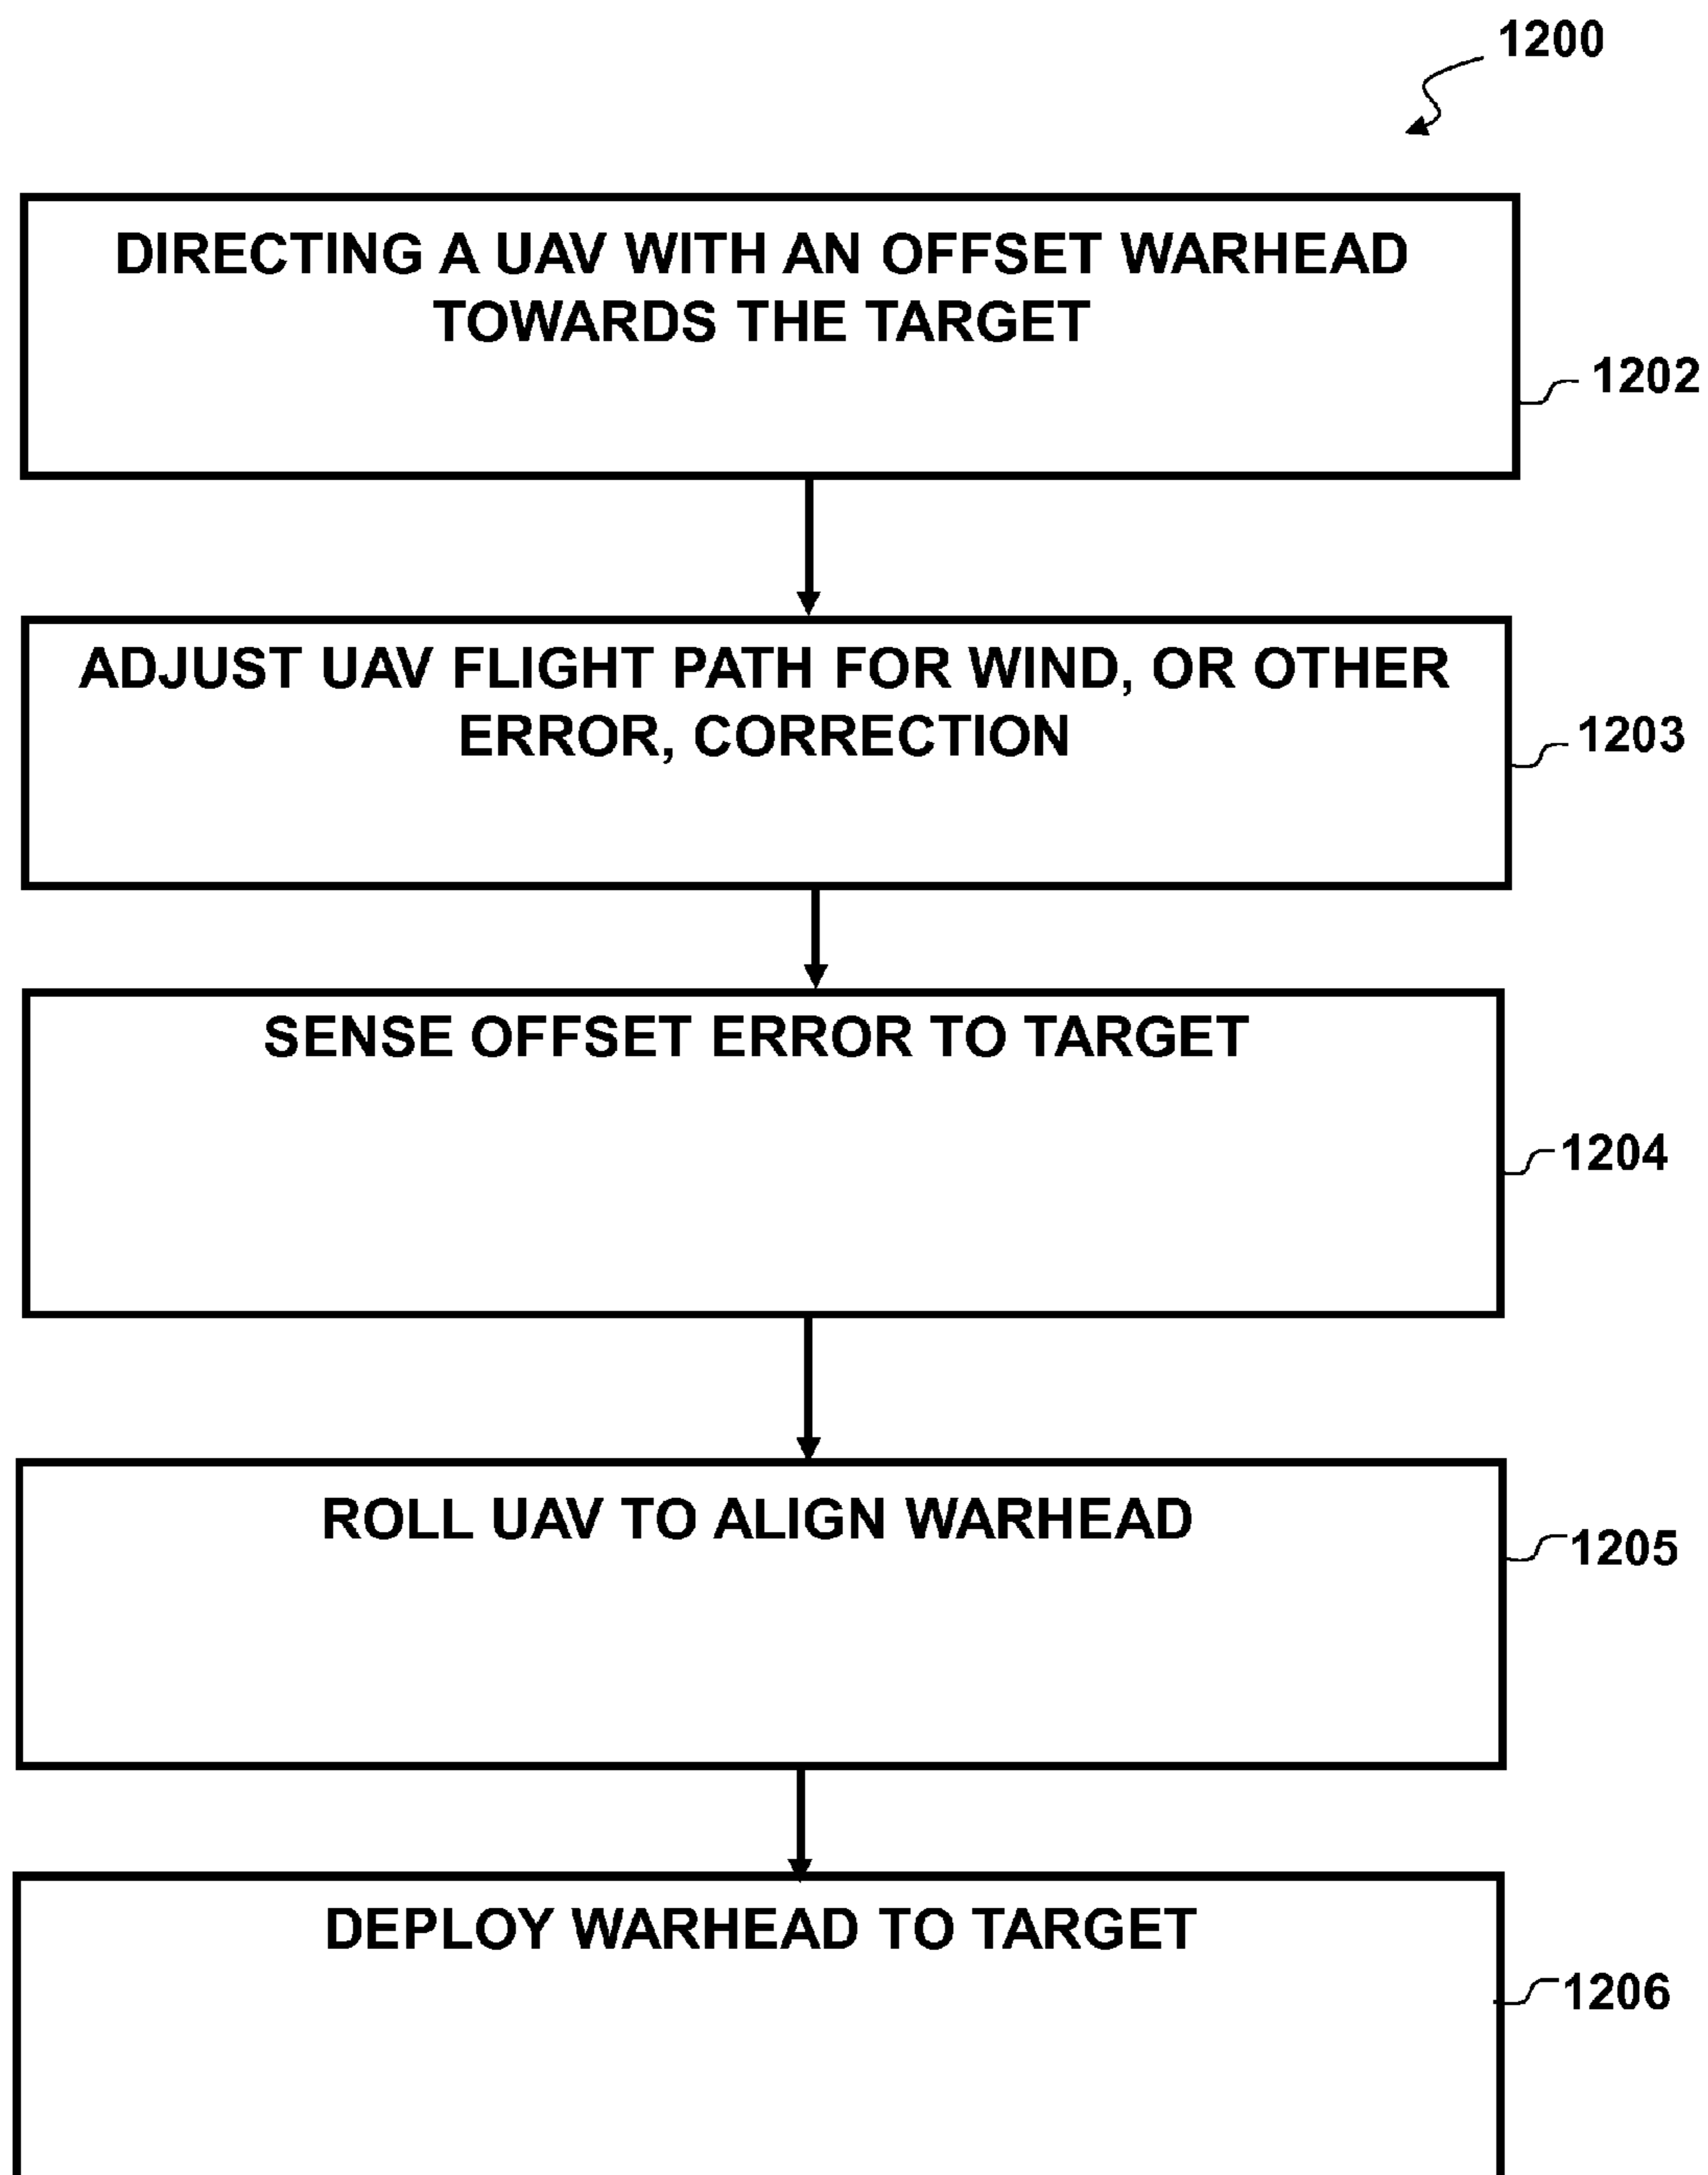 1200
DIRECTING A UAV WITH AN OFFSET WARHEAD
TOWARDS THE TARGET
1202
ADJUST UAV FLIGHT PATH FOR WIND, OR OTHER
ERROR, CORRECTION
1203
SENSE OFFSET ERROR TO TARGET
1204
ROLL UAV TO ALIGN WARHEAD
1205
DEPLOY WARHEAD TO TARGET
1206